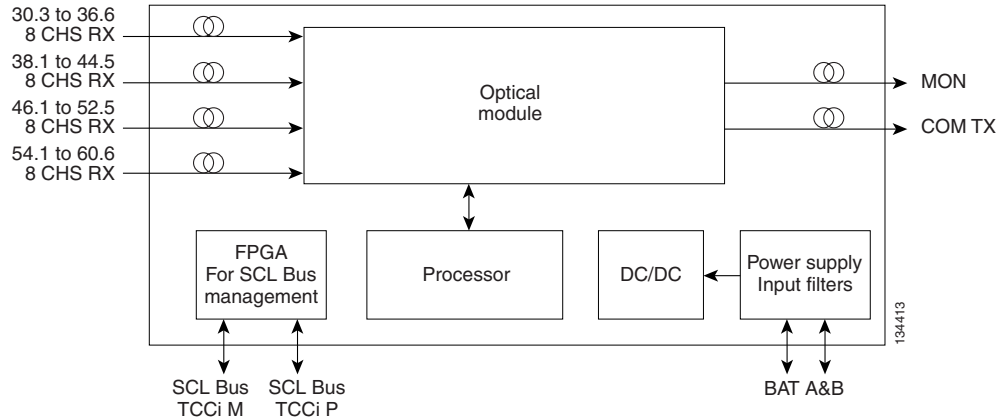 30.3 to 36.6
8 CHS RX
38.1 to 44.5
8 CHS RX
46.1 to 52.5
8 CHS RX
54.1 to 60.6
8 CHS RX
Optical
module
MON
COM TX
FPGA
For SCL Bus
management
Processor
DC/DC
Power supply
Input filters
134413
SCL Bus
TCCi M
SCL Bus
TCCi P
BAT A&B